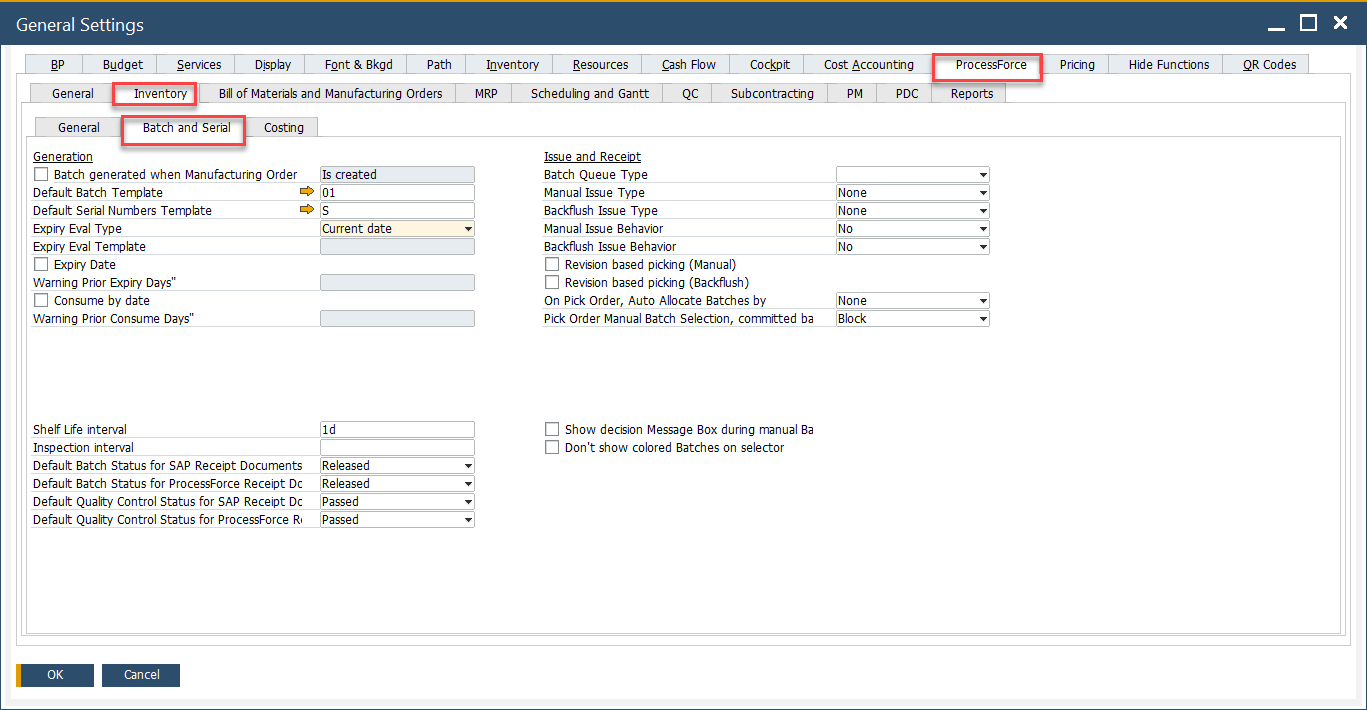 General Settings
BP Budget Services Display Font & Bkgd Path Inventory Resources Cash Flow Cockpit Cost Accounting ProcessForce Pricing Hide Functions QR Codes
General Inventory Bill of Materials and Manufacturing Orders MRP Scheduling and Gantt QC Subcontracting PM PDC Reports
General Batch and Serial Costing
Generation
Batch generated when Manufacturing Order Is created
Default Batch Template 01
Default Serial Numbers Template S
Expiry Eval Type Current date
Expiry Eval Template
Expiry Date
Warning Prior Expiry Days"
Consume by date
Warning Prior Consume Days"
Issue and Receipt
Batch Queue Type
Manual Issue Type None
Backflush Issue Type None
Manual Issue Behavior No
Backflush Issue Behavior No
Revision based picking (Manual)
Revision based picking (Backflush)
On Pick Order, Auto Allocate Batches by None
Pick Order Manual Batch Selection, committed ba Block
Shelf Life interval 1d
Inspection interval
Default Batch Status for SAP Receipt Documents Released
Default Batch Status for ProcessForce Receipt Dc Released
Default Quality Control Status for SAP Receipt Dc Passed
Default Quality Control Status for ProcessForce Re Passed
Show decision Message Box during manual Ba
Don't show colored Batches on selector
OK Cancel